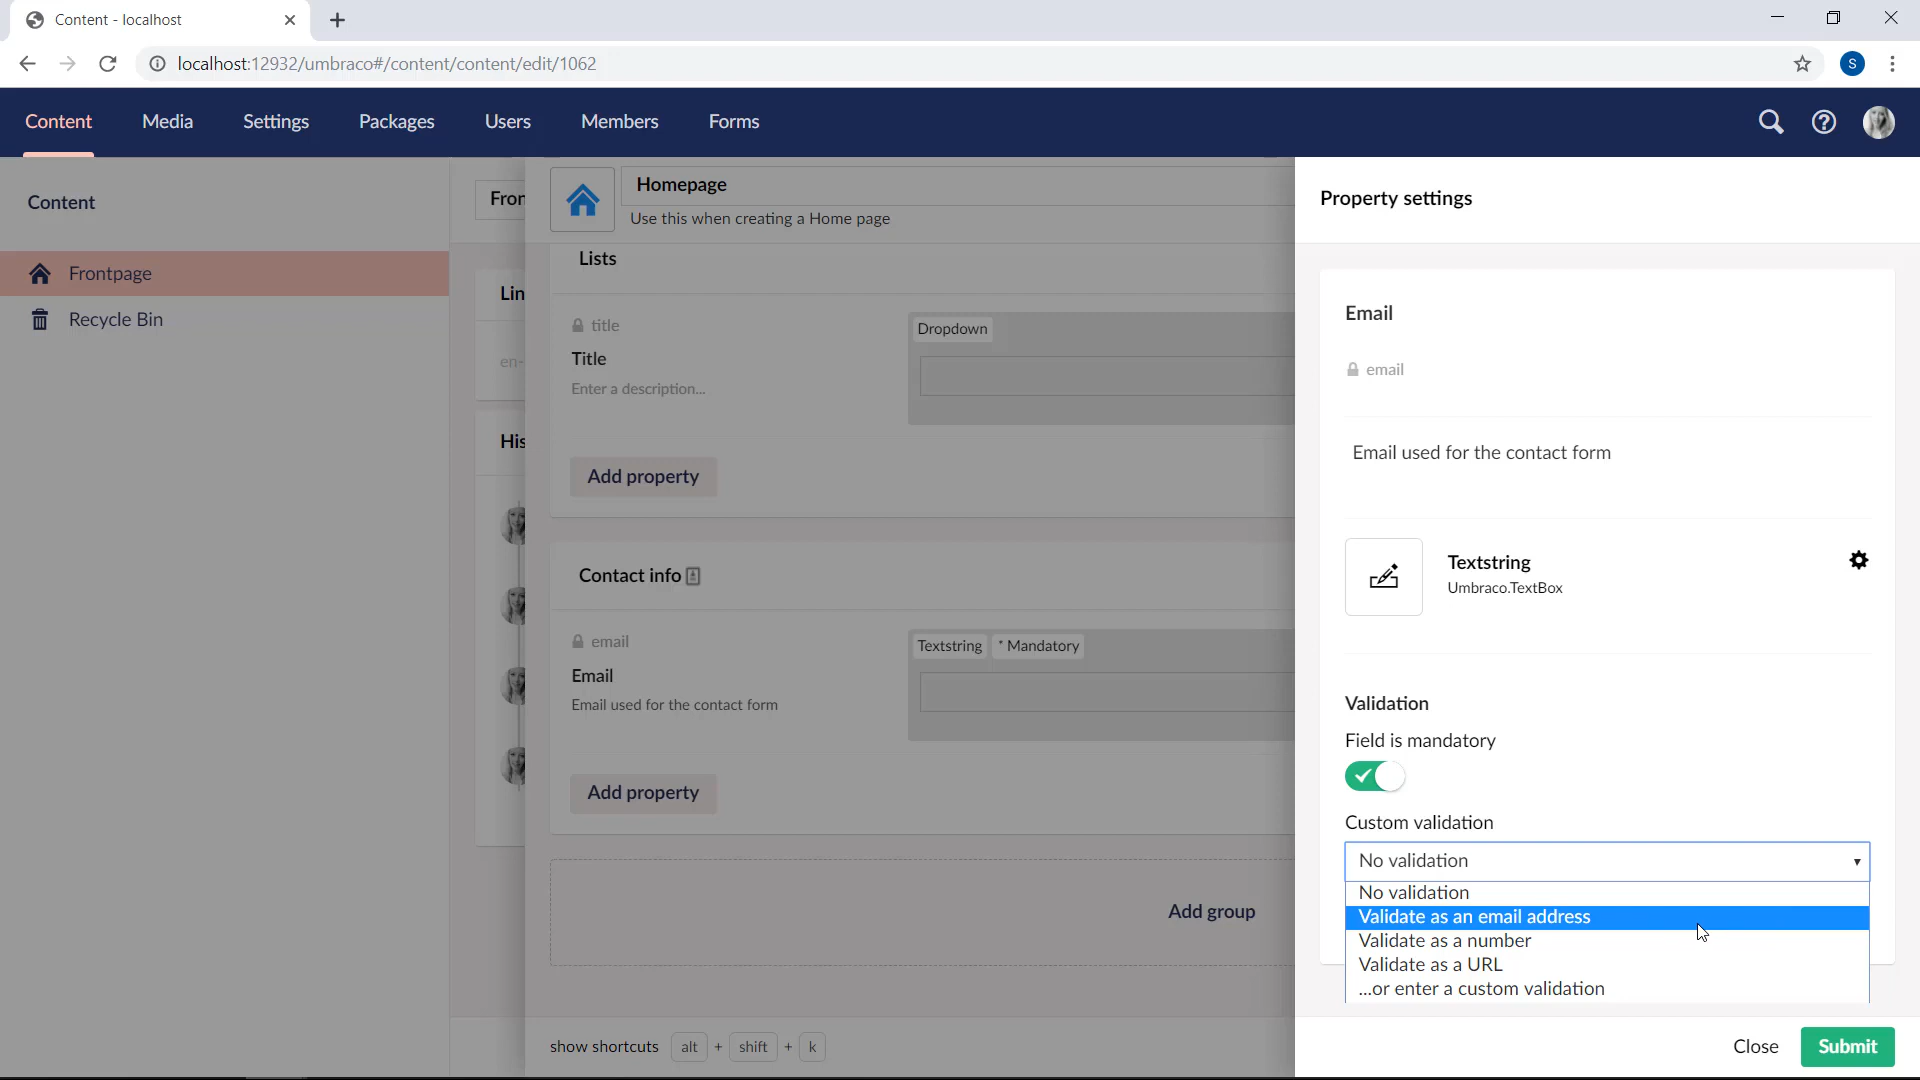 Content - localhost
localhost:12932/umbraco#/content/content/edit/1062
S
Content Media Settings Packages Users Members Forms
Content
Frontpage
Recycle Bin
Fron
Lin
en-
His
Homepage
Use this when creating a Home page
Lists
title
Title
Enter a description...
Dropdown
Add property
Contact info
email
Email
Email used for the contact form
Textstring * Mandatory
Add property
Add group
show shortcuts alt + shift + k
Property settings
Email
email
Email used for the contact form
Textstring
Umbraco.TextBox
Validation
Field is mandatory
Custom validation
No validation
No validation
Validate as an email address
Validate as a number
Validate as a URL
...or enter a custom validation
Close Submit